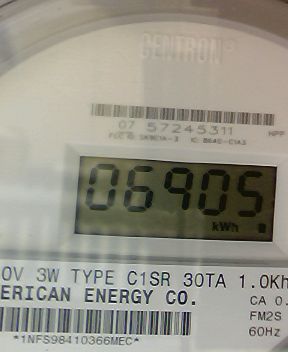 CENTRON®
07 57245311
HPP
06905
kWh
0V 3W TYPE C1SR 30TA 1.0Kh
ERICAN ENERGY CO.
CA 0.
FM2S
60Hz
*1NFS98410366MEC*